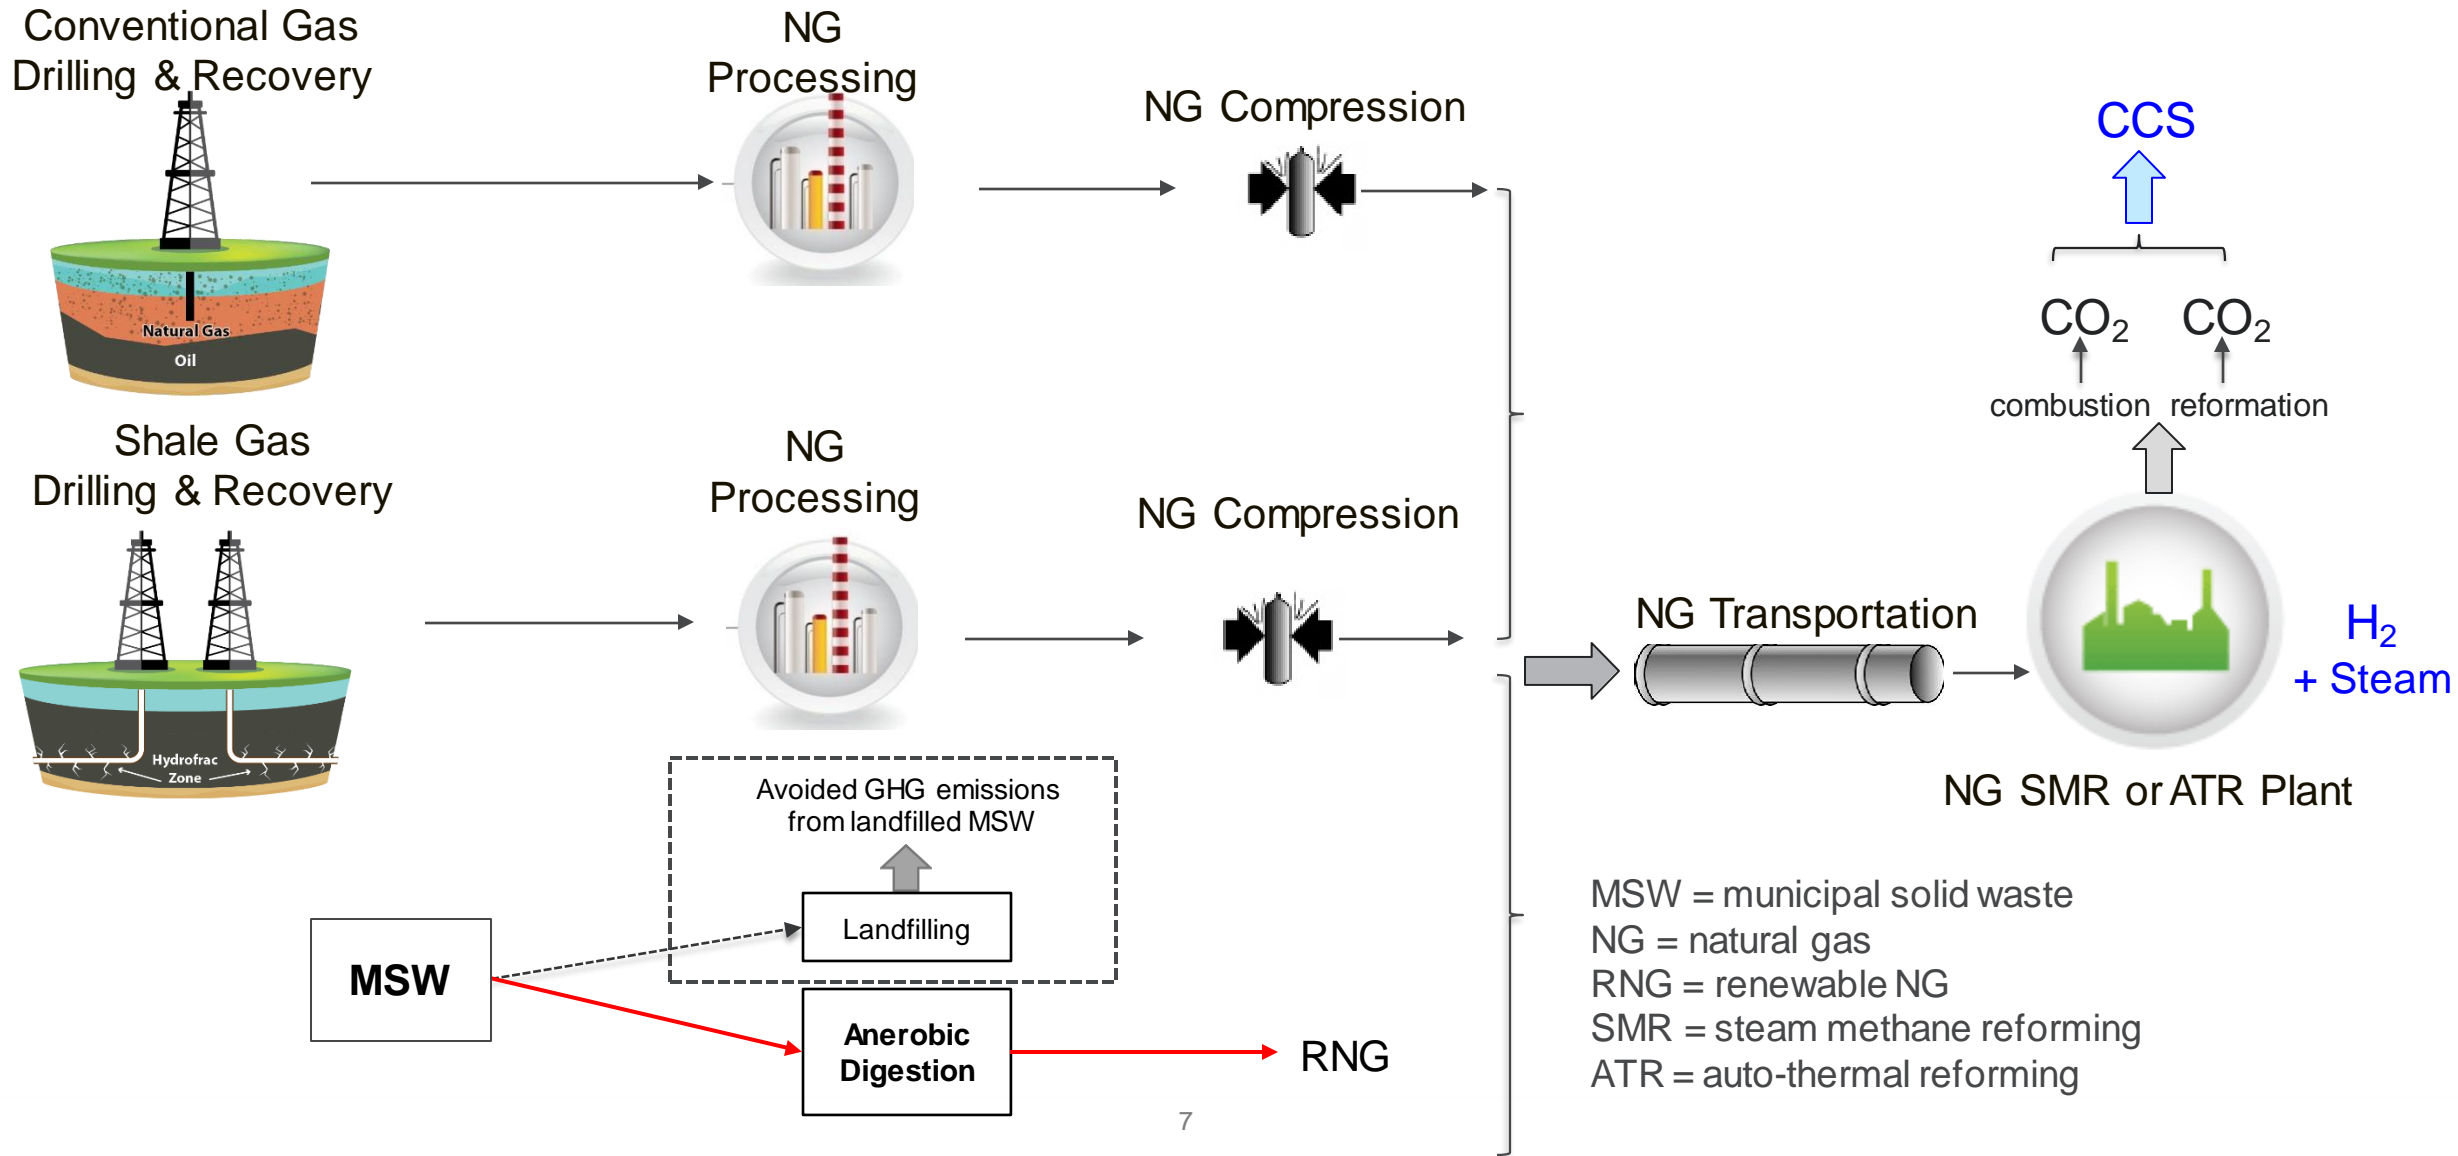 Conventional Gas
Drilling & Recovery
NG
Processing
NG Compression
CCS
CO₂ CO₂
combustion reformation
Natural Gas
Oil
Shale Gas
Drilling & Recovery
NG
Processing
NG Compression
NG Transportation
H₂
+ Steam
Hydrofrac
Zone
NG SMR or ATR Plant
Avoided GHG emissions
from landfilled MSW
Landfilling
MSW
Anerobic
Digestion
RNG
MSW = municipal solid waste
NG = natural gas
RNG = renewable NG
SMR = steam methane reforming
ATR = auto-thermal reforming
7